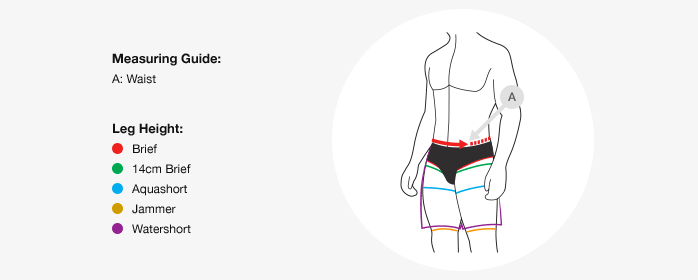 Measuring Guide:
A: Waist
Leg Height:
Brief
14cm Brief
Aquashort
Jammer
Watershort
A